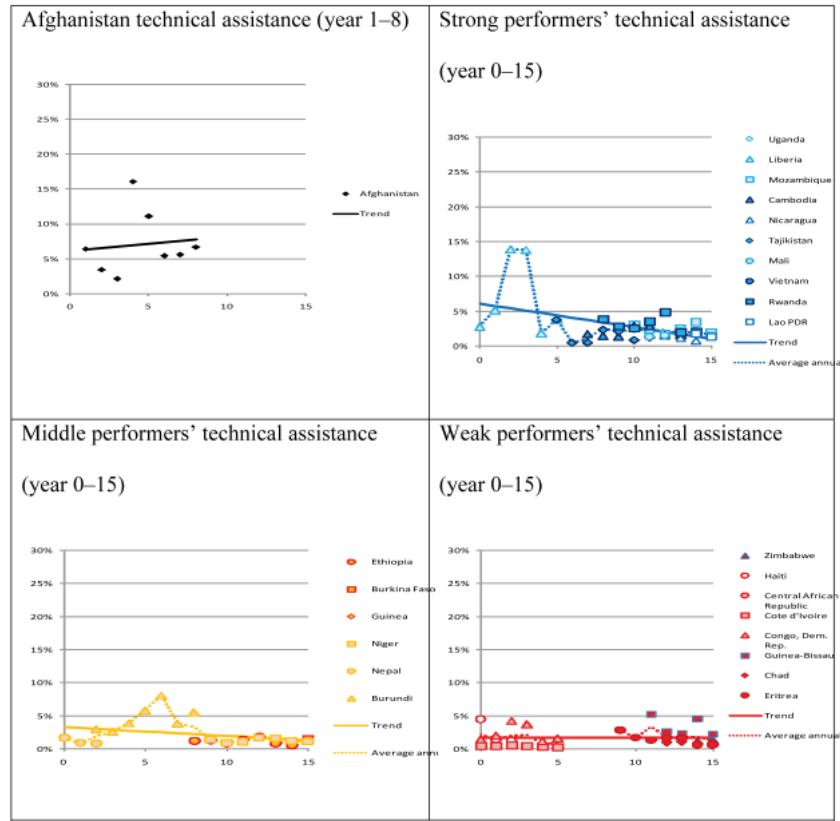 Afghanistan technical assistance (year 1–8)
30%
25%
20%
15%
10%
5%
0%
0 5 10 15
Afghanistan
Trend
Strong performers’ technical assistance
(year 0–15)
30%
25%
20%
15%
10%
5%
0%
0 5 10 15
Uganda
Liberia
Mozambique
Cambodia
Nicaragua
Tajikistan
Mali
Vietnam
Rwanda
Lao PDR
Trend
Average annual
Middle performers’ technical assistance
(year 0–15)
30%
25%
20%
15%
10%
5%
0%
0 5 10 15
Ethiopia
Burkina Faso
Guinea
Niger
Nepal
Burundi
Trend
Average annu
Weak performers’ technical assistance
(year 0–15)
30%
25%
20%
15%
10%
5%
0%
0 5 10 15
Zimbabwe
Haiti
Central African
Republic
Cote d'Ivoire
Congo, Dem.
Rep.
Guinea-Bissau
Chad
Eritrea
Trend
Average annual